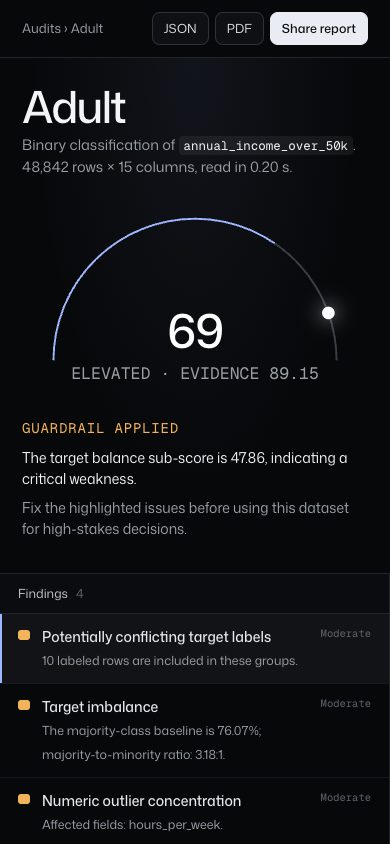 Audits › Adult
JSON
PDF
Share report
Adult
Binary classification of annual_income_over_50k.
48,842 rows × 15 columns, read in 0.20 s.
69
ELEVATED · EVIDENCE 89.15
GUARDRAIL APPLIED
The target balance sub-score is 47.86, indicating a
critical weakness.
Fix the highlighted issues before using this dataset
for high-stakes decisions.
Findings 4
Potentially conflicting target labels
Moderate
10 labeled rows are included in these groups.
Target imbalance
Moderate
The majority-class baseline is 76.07%;
majority-to-minority ratio: 3.18:1.
Numeric outlier concentration
Moderate
Affected fields: hours_per_week.